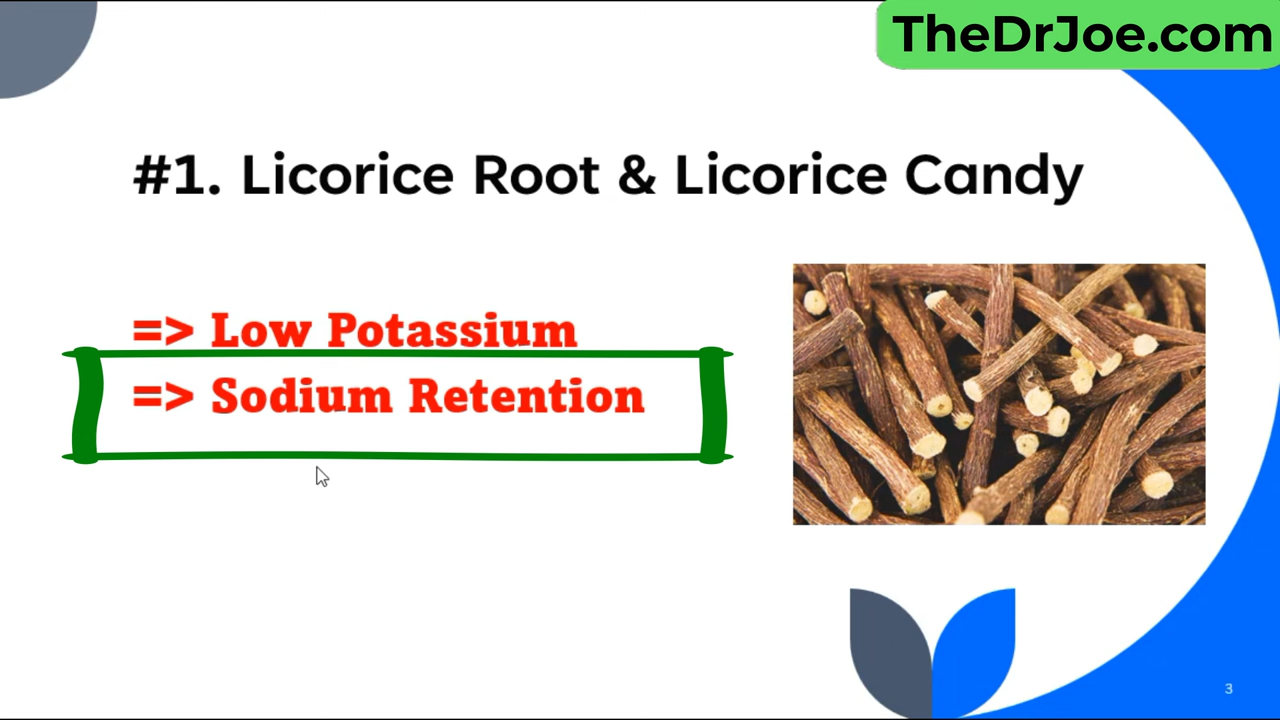 TheDrJoe.com
#1. Licorice Root & Licorice Candy
=> Low Potassium
=> Sodium Retention
3